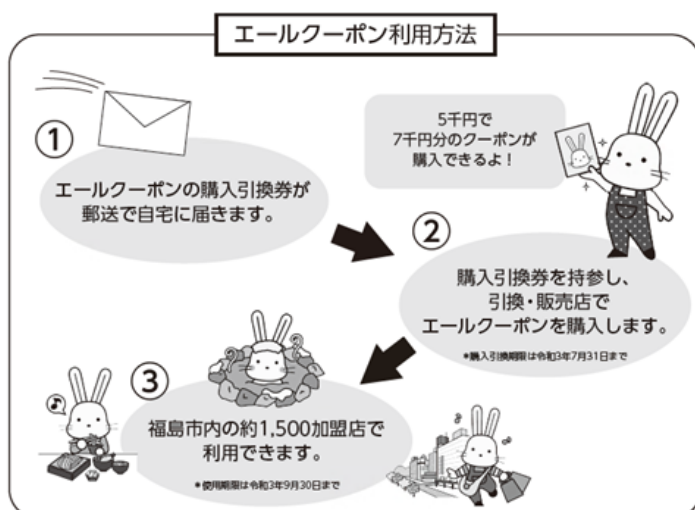 エールクーポン利用方法
①
エールクーポンの購入引換券が
郵送で自宅に届きます。
5千円で
7千円分のクーポンが
購入できるよ！
②
購入引換券を持参し、
引換・販売店で
エールクーポンを購入します。
*購入引換期限は令和3年7月31日まで
③
福島市内の約1,500加盟店で
利用できます。
*使用期限は令和3年9月30日まで